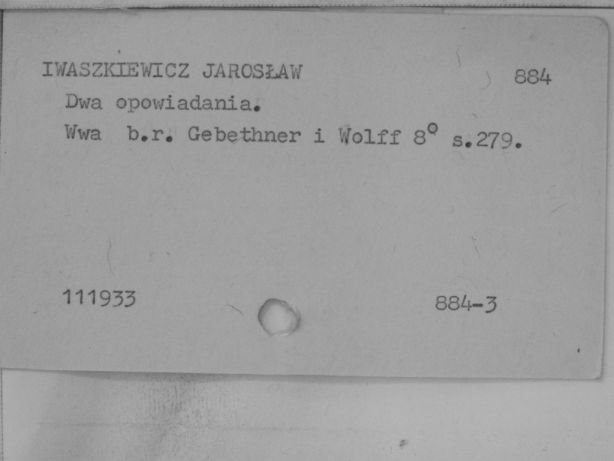 IWASZKIEWICZ JAROSŁAW 884
Dwa opowiadania.
Wwa b.r. Gebethner i Wolff 8° s.279.
111933 884-3